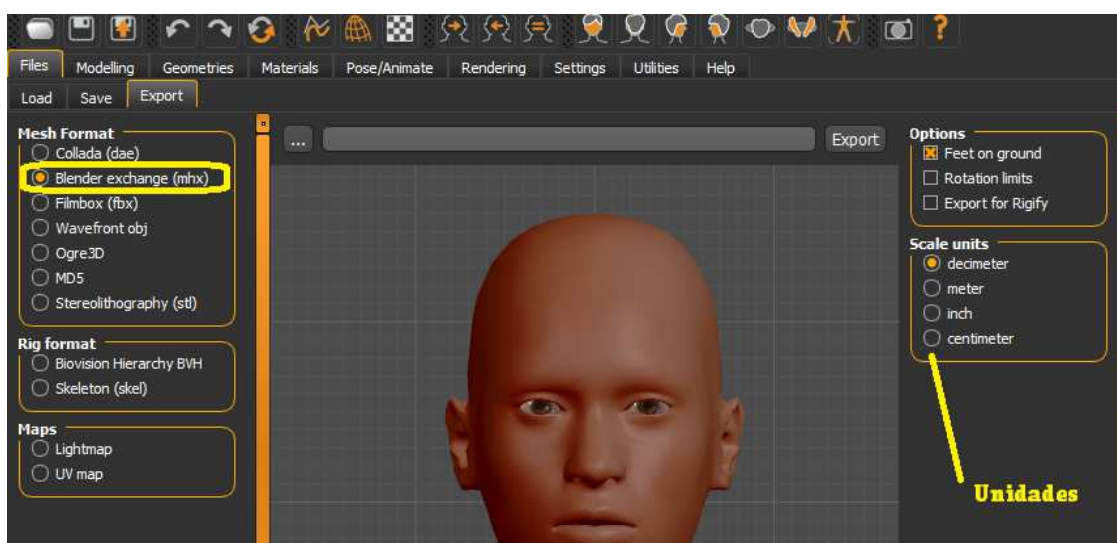 Files Modelling Geometries Materials Pose/Animate Rendering Settings Utilities Help
Load Save Export
Mesh Format
Collada (dae)
Blender exchange (mhx)
Filmbox (fbx)
Wavefront obj
Ogre3D
MD5
Stereolithography (stl)
Rig format
Biovision Hierarchy BVH
Skeleton (skel)
Maps
Lightmap
UV map
... Export
Options
Feet on ground
Rotation limits
Export for Rigify
Scale units
decimeter
meter
inch
centimeter
Unidades